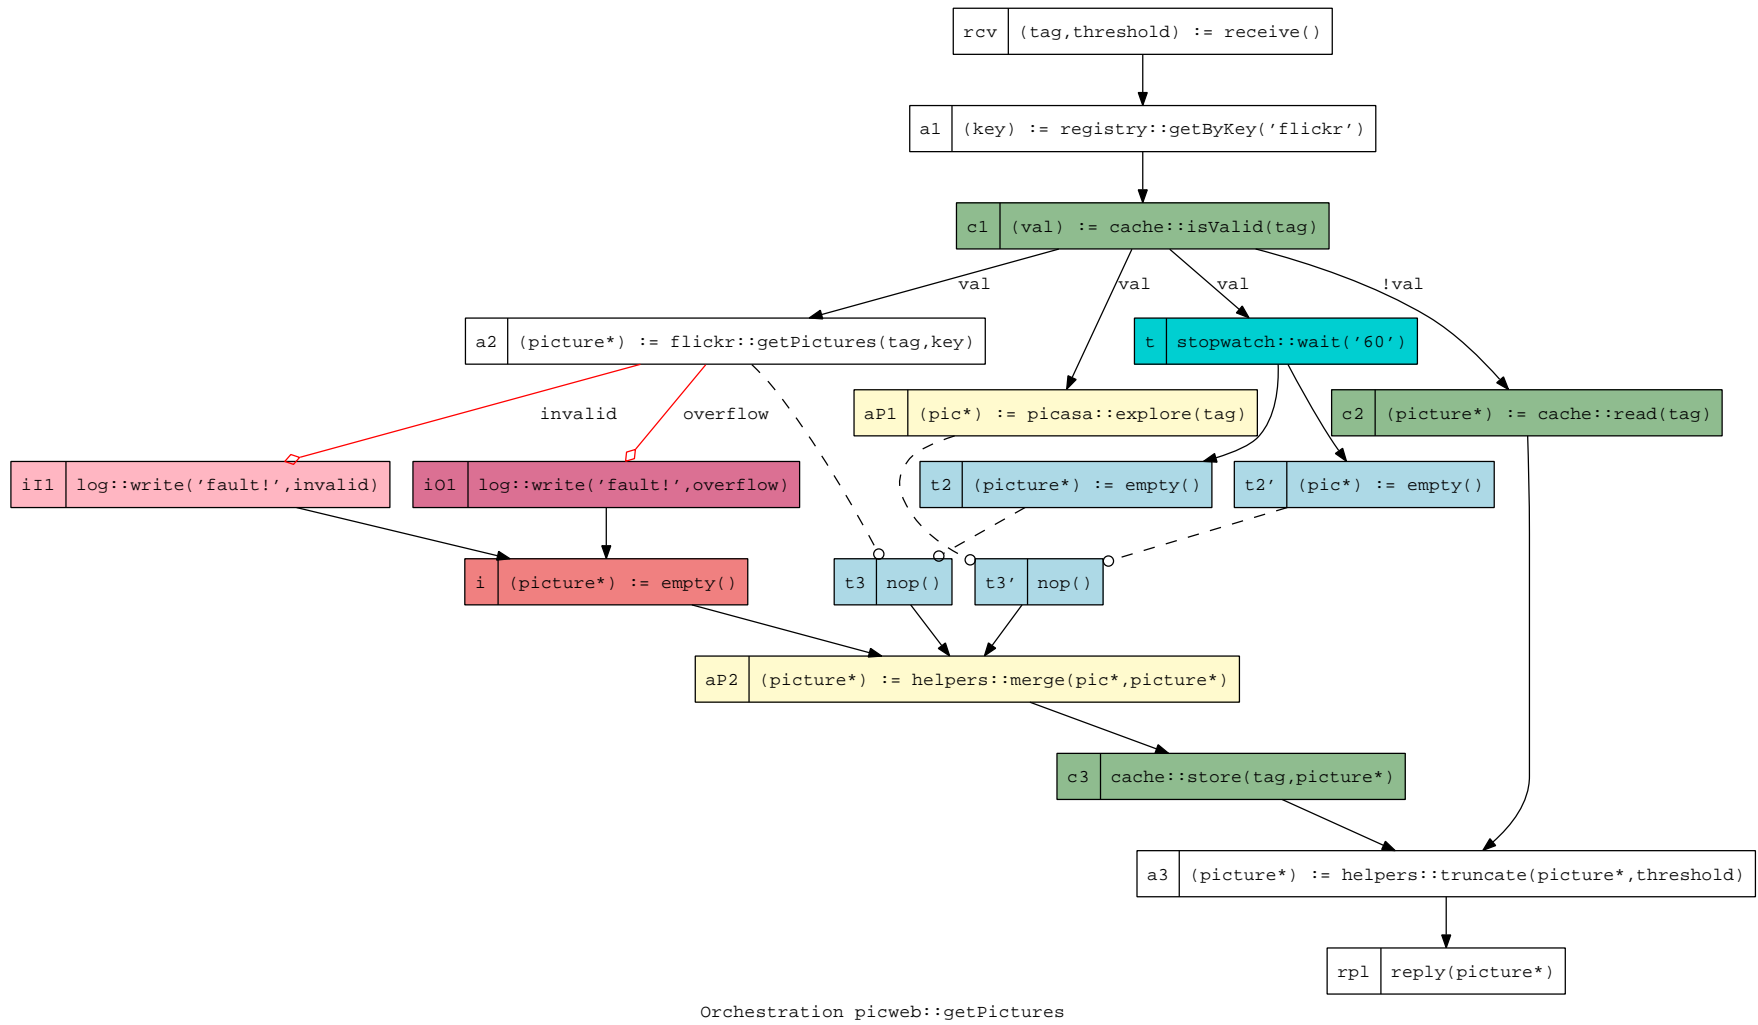 rcv (tag,threshold) := receive()
a1 (key) := registry::getByKey(’flickr’)
c1 (val) := cache::isValid(tag)
val val val !val
a2 (picture*) := flickr::getPictures(tag,key) t stopwatch::wait(’60’)
invalid overflow aP1 (pic*) := picasa::explore(tag) c2 (picture*) := cache::read(tag)
iI1 log::write(’fault!’,invalid) iO1 log::write(’fault!’,overflow) t2 (picture*) := empty() t2’ (pic*) := empty()
i (picture*) := empty() t3 nop() t3’ nop()
aP2 (picture*) := helpers::merge(pic*,picture*)
c3 cache::store(tag,picture*)
a3 (picture*) := helpers::truncate(picture*,threshold)
rpl reply(picture*)
Orchestration picweb::getPictures